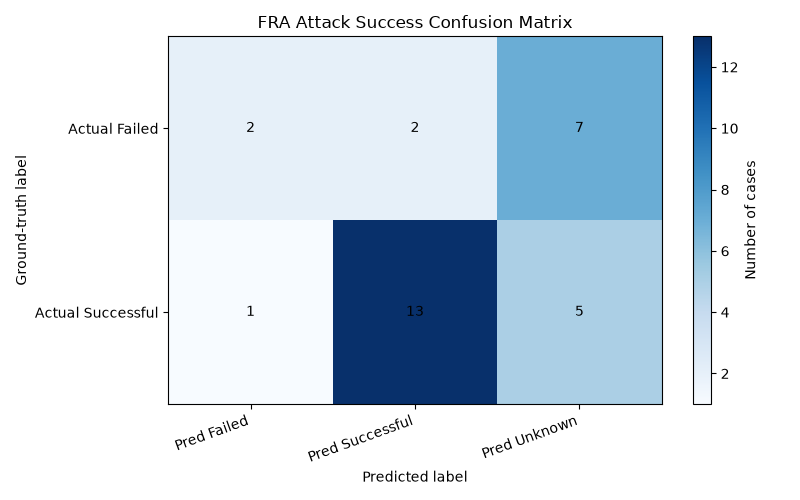 FRA Attack Success Confusion Matrix
Ground-truth label
Actual Failed
2
2
7
Actual Successful
1
13
5
Pred Failed
Pred Successful
Pred Unknown
Predicted label
12
10
8
6
4
2
Number of cases